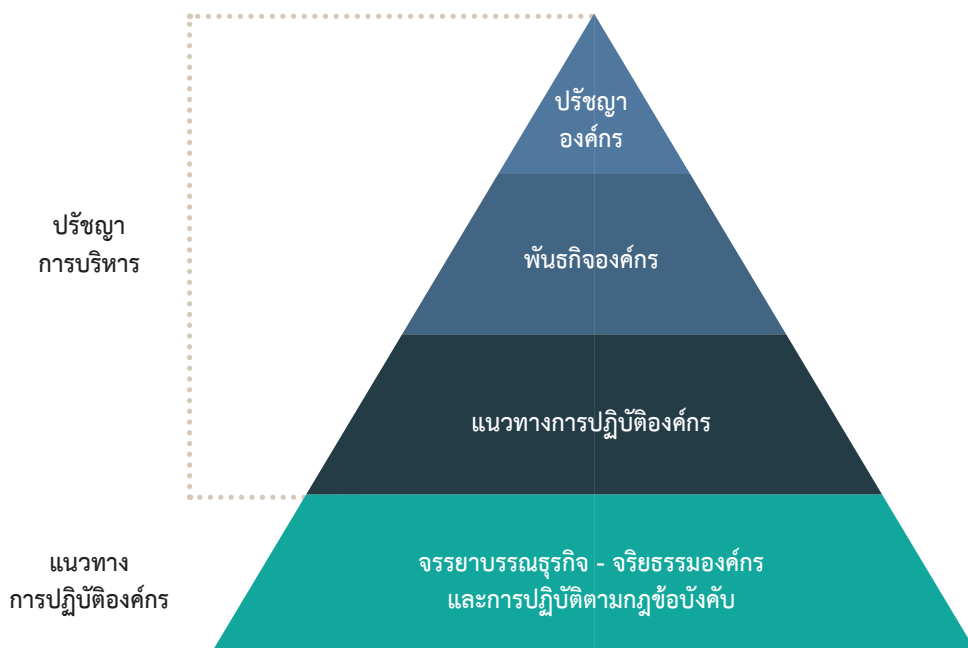 ปรัชญา
องค์กร
ปรัชญา
การบริหาร
พันธกิจองค์กร
แนวทางการปฏิบัติองค์กร
แนวทาง
การปฏิบัติองค์กร
จรรยาบรรณธุรกิจ - จริยธรรมองค์กร
และการปฏิบัติตามกฎข้อบังคับ